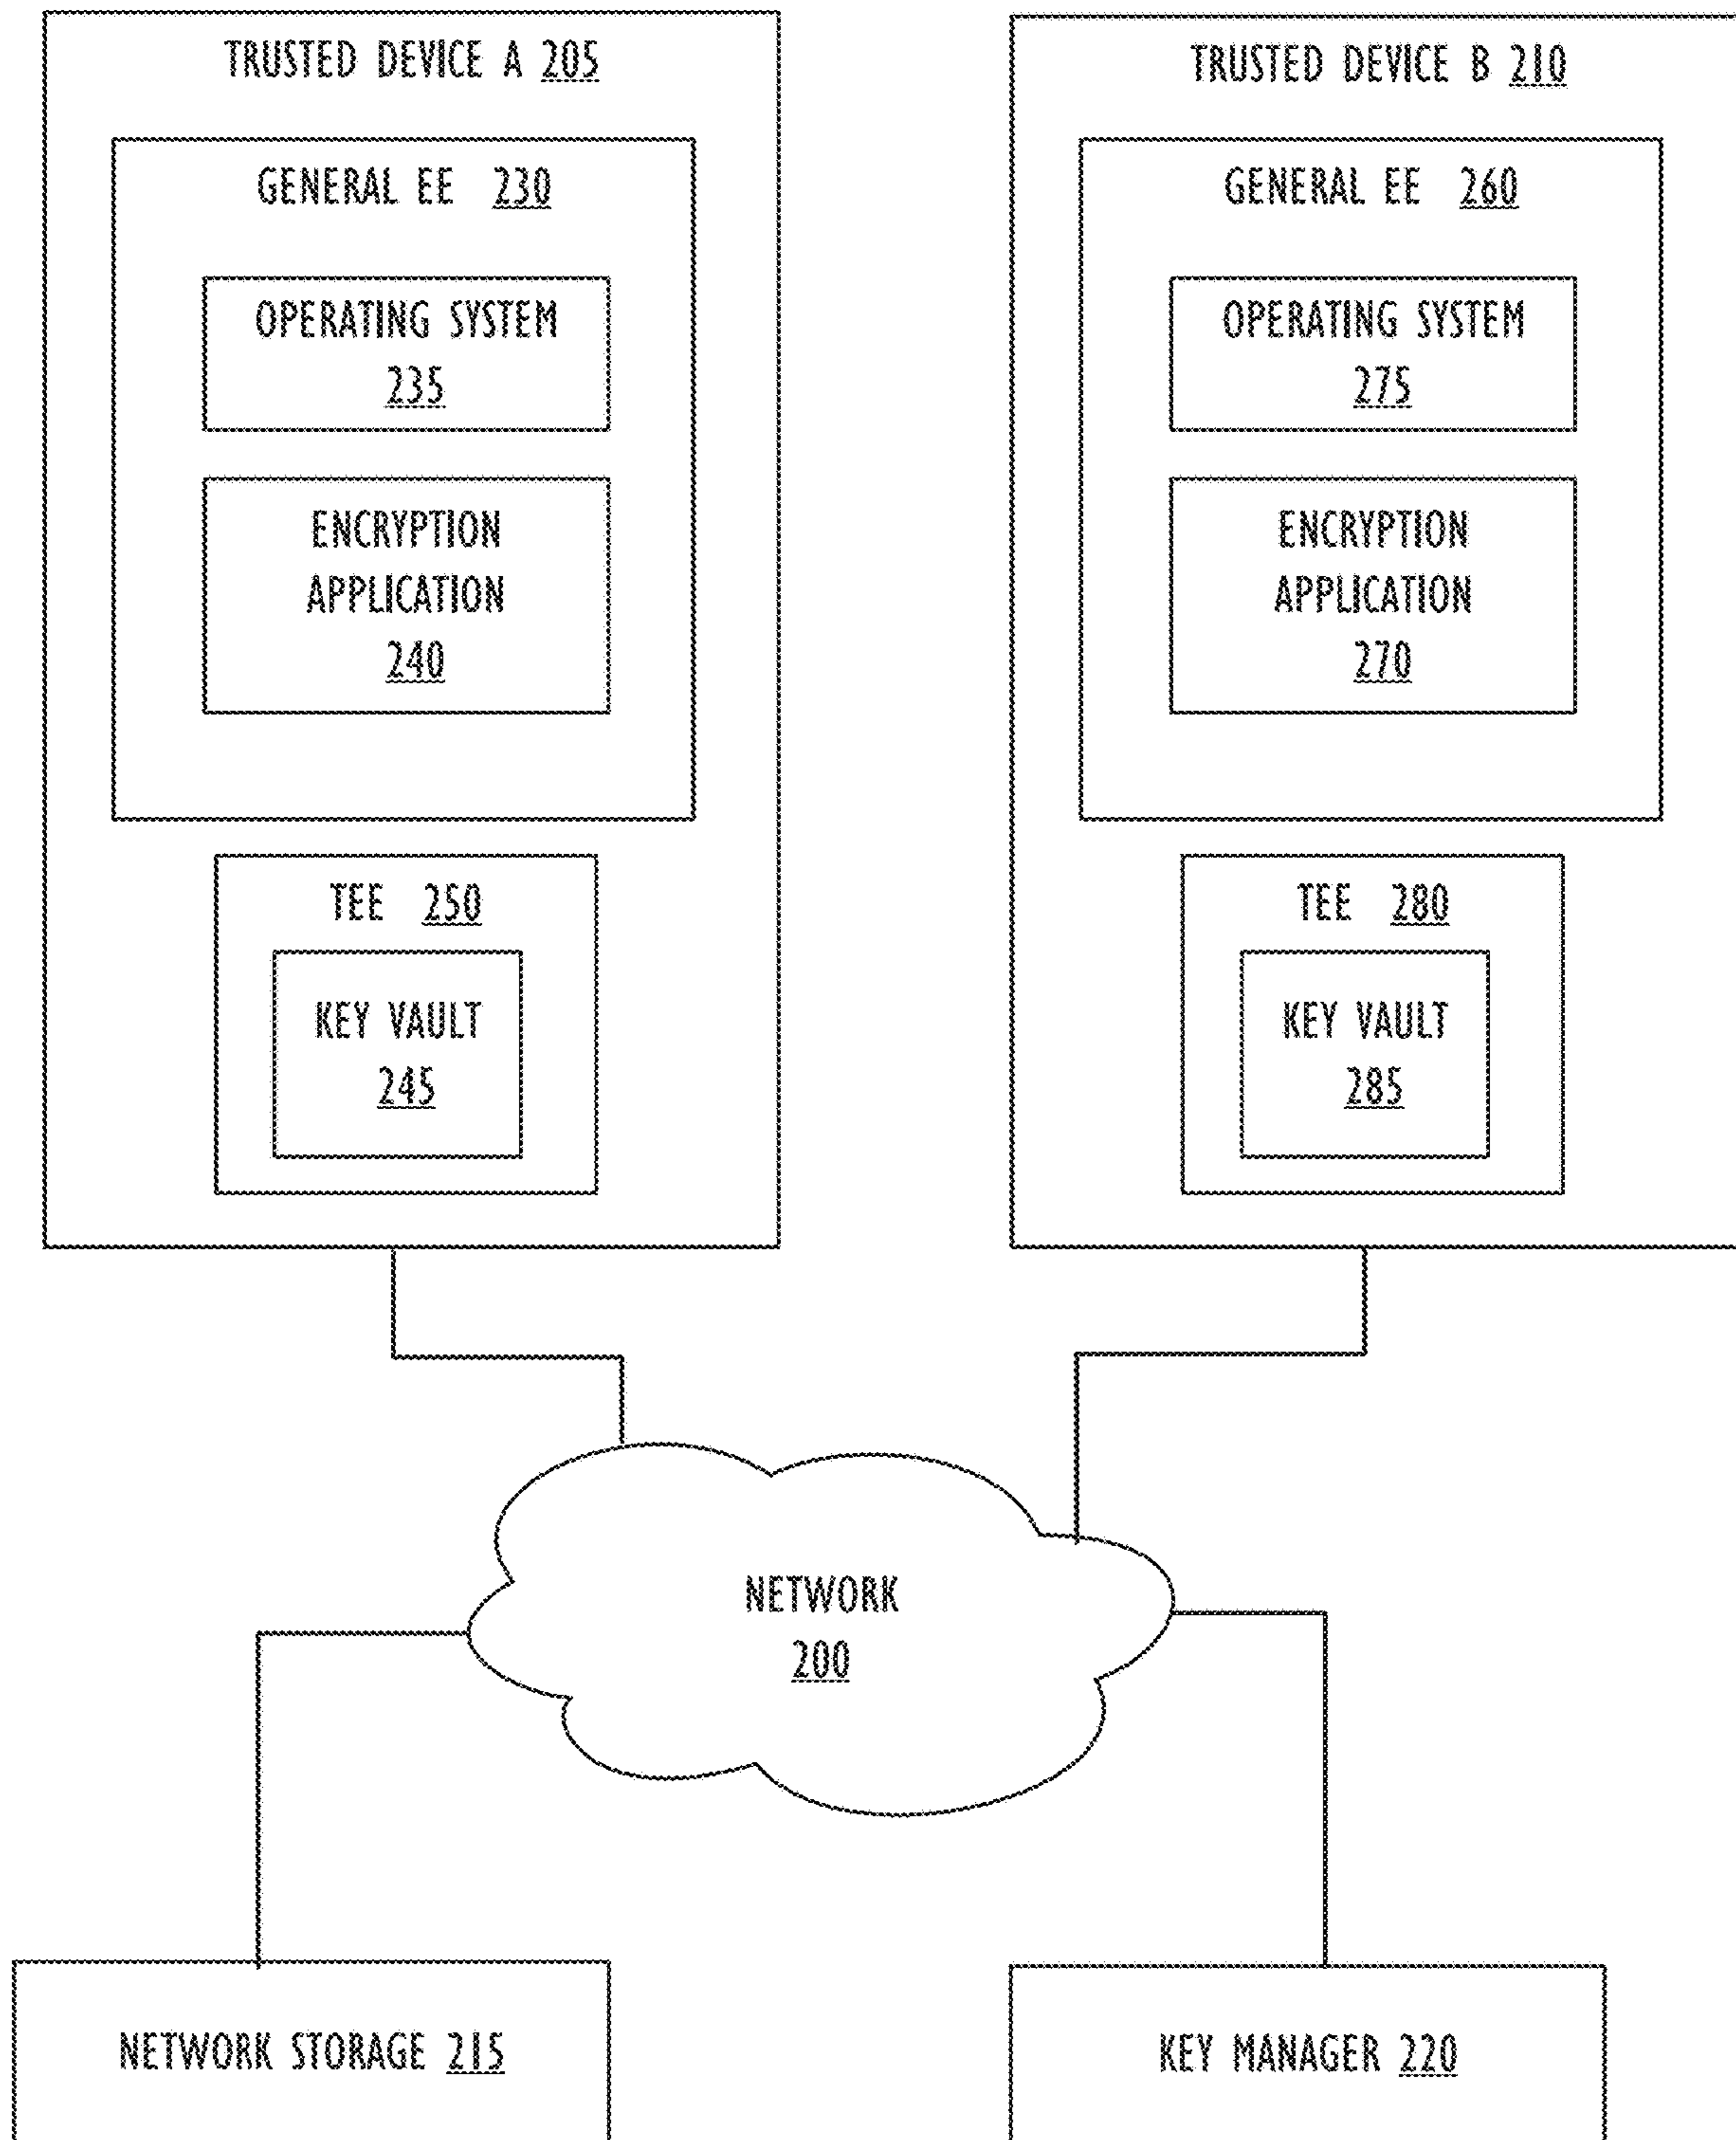 TRUSTED DEVICE A 205
GENERAL EE 230
OPERATING SYSTEM
235
ENCRYPTION
APPLICATION
240
TEE 250
KEY VAULT
245
TRUSTED DEVICE B 210
GENERAL EE 260
OPERATING SYSTEM
275
ENCRYPTION
APPLICATION
270
TEE 280
KEY VAULT
285
NETWORK
200
NETWORK STORAGE 215
KEY MANAGER 220